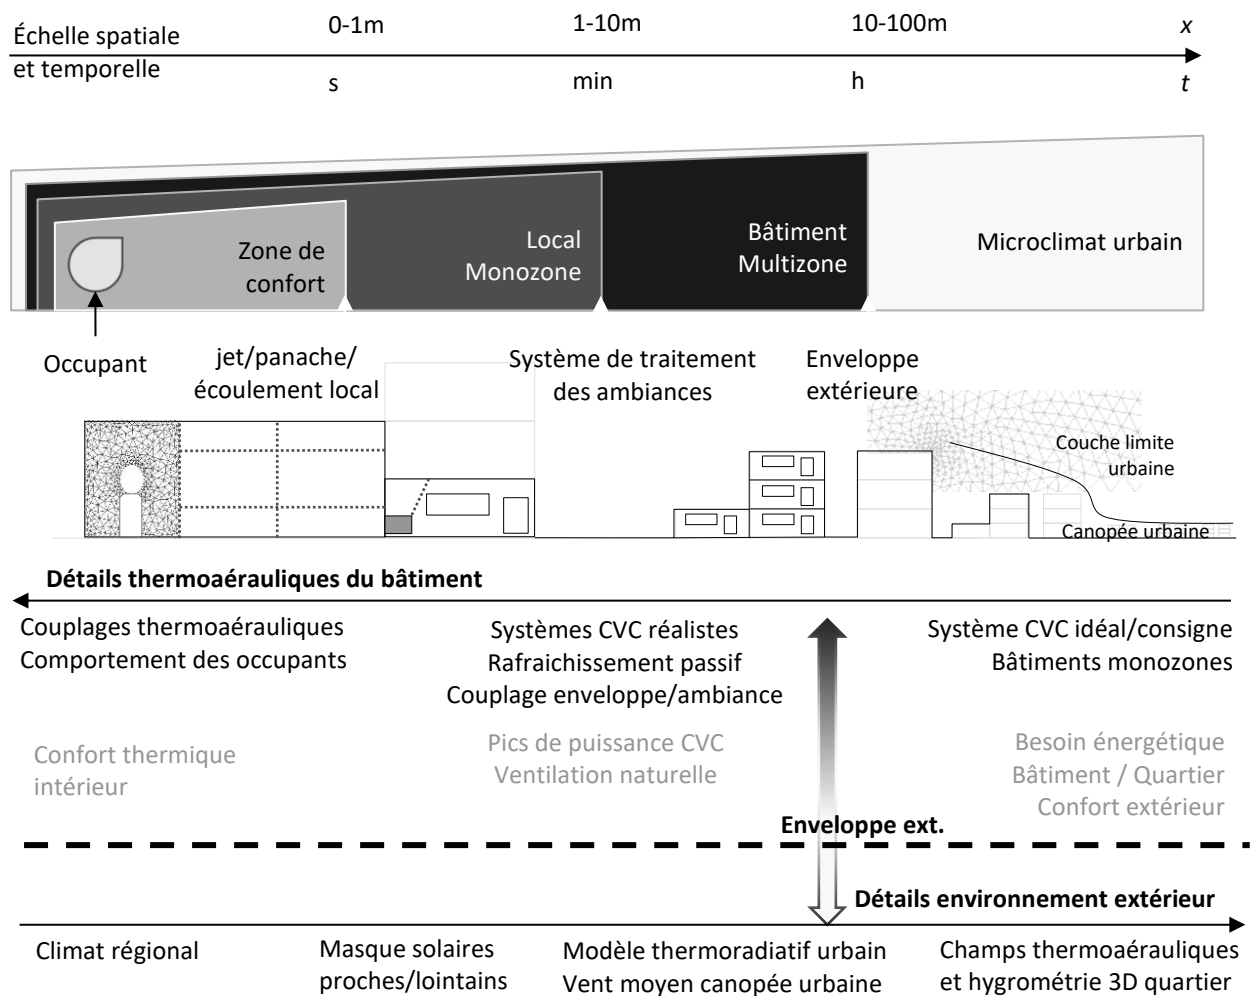 Échelle spatiale
et temporelle
0-1m
1-10m
10-100m
x
s
min
h
t
Zone de
confort
Local
Monozone
Bâtiment
Multizone
Microclimat urbain
Occupant
jet/panache/
écoulement local
Système de traitement
des ambiances
Enveloppe
extérieure
Couche limite
urbaine
Canopée urbaine
Détails thermoaérauliques du bâtiment
Couplages thermoaérauliques
Comportement des occupants
Systèmes CVC réalistes
Rafraichissement passif
Couplage enveloppe/ambiance
Système CVC idéal/consigne
Bâtiments monozones
Confort thermique
intérieur
Pics de puissance CVC
Ventilation naturelle
Besoin énergétique
Bâtiment / Quartier
Confort extérieur
Enveloppe ext.
Détails environnement extérieur
Climat régional
Masque solaires
proches/lointains
Modèle thermoradiatif urbain
Vent moyen canopée urbaine
Champs thermoaérauliques
et hygrométrie 3D quartier